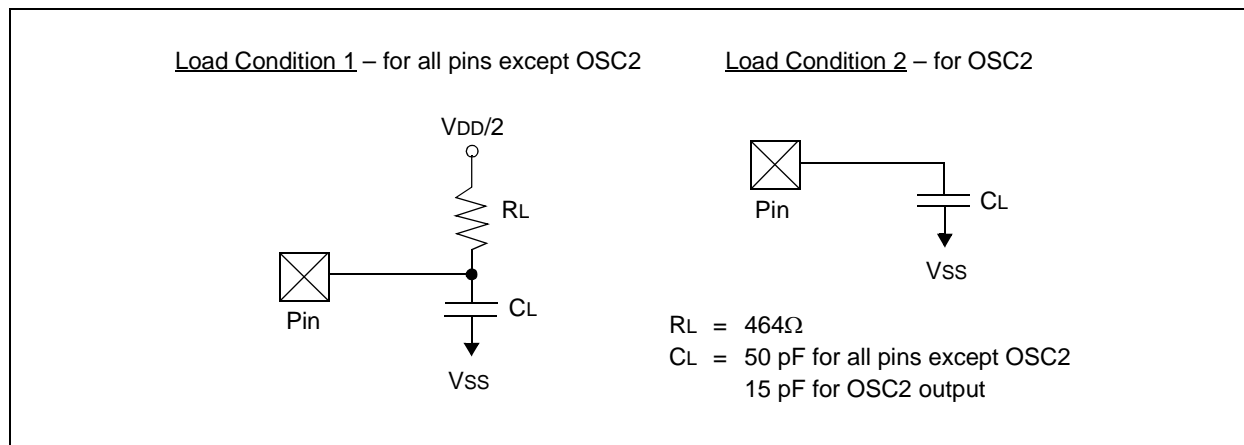 Load Condition 1 – for all pins except OSC2
VDD/2
RL
Pin
CL
VSS
Load Condition 2 – for OSC2
Pin
CL
VSS
RL = 464Ω
CL = 50 pF for all pins except OSC2
15 pF for OSC2 output